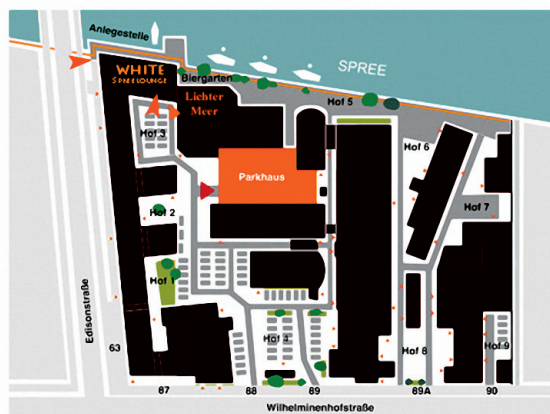 Anlegestelle
WHITE
SPREELOUNGE
Biergarten
SPREE
Lichter
Meer
Hof 5
Hof 3
Hof 6
Parkhaus
Hof 7
Hof 2
Hof 1
Edisonstraße
63
Hof 4
Hof 8
Hof 9
87
88
89
89A
90
Wilhelminenhofstraße